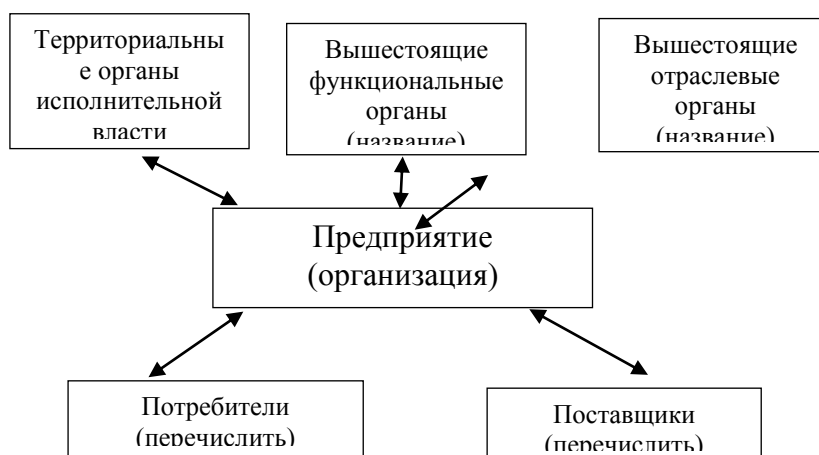 Территориальны
е органы
исполнительной
власти
Вышестоящие
функциональные
органы
(название)
Вышестоящие
отраслевые
органы
(название)
Предприятие
(организация)
Потребители
(перечислить)
Поставщики
(перечислить)